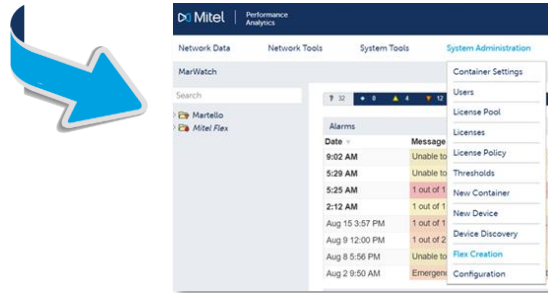 Mitel | Performance Analytics
Network Data Network Tools System Tools System Administration
MarWatch
Search
Martello
Mitel Flex
? 32 0 4 12
Alarms
Date Message
9:02 AM Unable to
5:29 AM Unable to
5:25 AM 1 out of 1
2:12 AM 1 out of 1
Aug 15 3:57 PM 1 out of 1
Aug 9 12:00 PM 1 out of 2
Aug 8 5:56 PM Unable to
Aug 2 9:50 AM Emergenc
Container Settings
Users
License Pool
Licenses
License Policy
Thresholds
New Container
New Device
Device Discovery
Flex Creation
Configuration